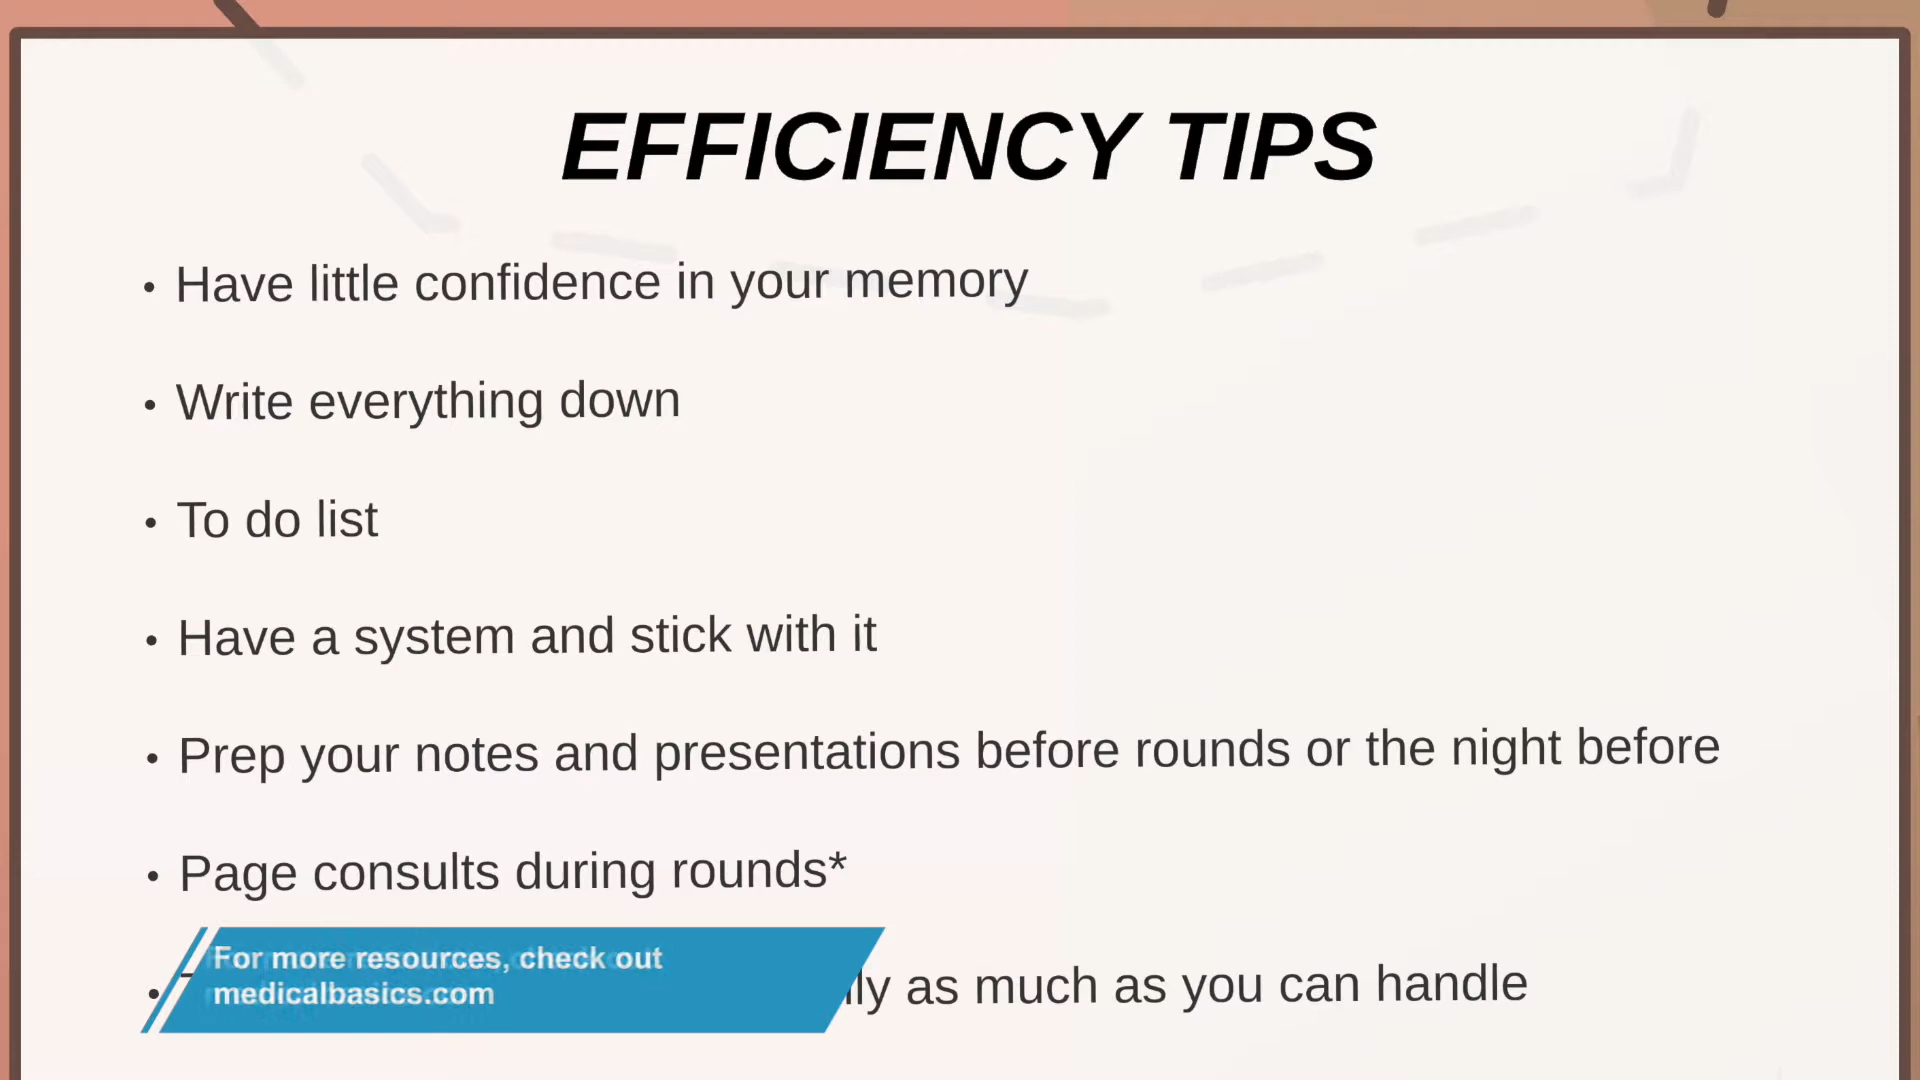 EFFICIENCY TIPS
• Have little confidence in your memory
• Write everything down
• To do list
• Have a system and stick with it
• Prep your notes and presentations before rounds or the night before
• Page consults during rounds*
For more resources, check out
medicalbasics.com
• as much as you can handle